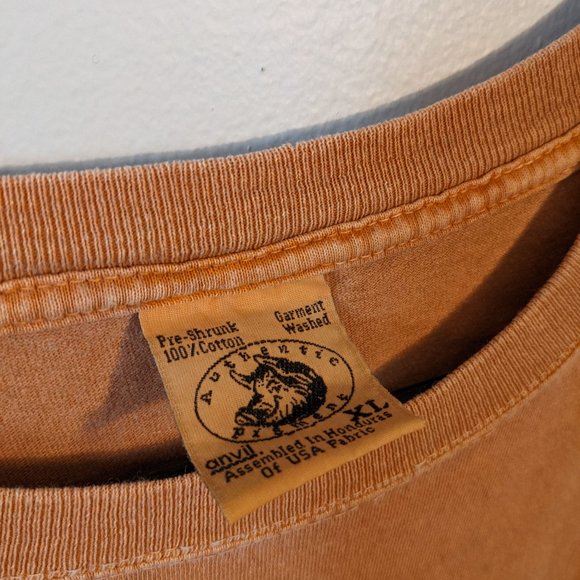 Pre-Shrunk
100% Cotton
Garment
Washed
Authentic
Pigment
XL
anvil
Assembled In Honduras
Of USA Fabric